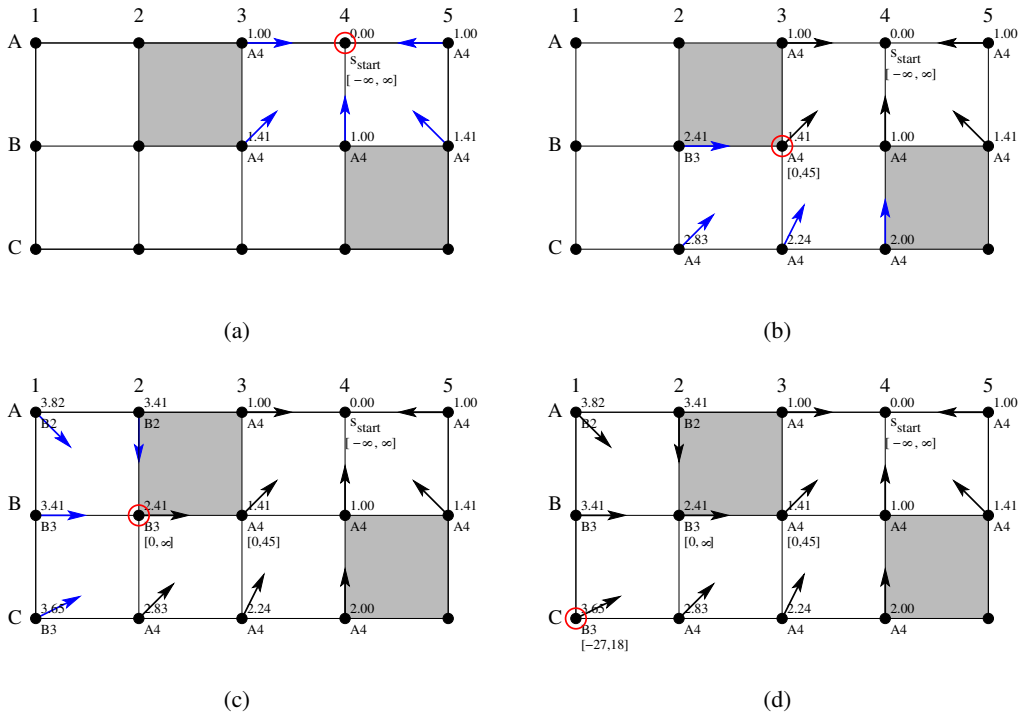 1 2 3 4 5
A 1.00 0.00 1.00
A4 s_start A4
[ −∞, ∞]
B 1.41 1.00 1.41
A4 A4 A4
C
(a)
1 2 3 4 5
A 1.00 0.00 1.00
A4 s_start A4
[ −∞, ∞]
B 2.41 1.41 1.00 1.41
B3 A4 A4 A4
[0,45]
C 2.83 2.24 2.00
A4 A4 A4
(b)
1 2 3 4 5
A 3.82 3.41 1.00 0.00 1.00
B2 B2 A4 s_start A4
[ −∞, ∞]
B 3.41 2.41 1.41 1.00 1.41
B3 B3 A4 A4 A4
[0,∞] [0,45]
C 3.65 2.83 2.24 2.00
B3 A4 A4 A4
(c)
1 2 3 4 5
A 3.82 3.41 1.00 0.00 1.00
B2 B2 A4 s_start A4
[ −∞, ∞]
B 3.41 2.41 1.41 1.00 1.41
B3 B3 A4 A4 A4
[0,∞] [0,45]
C 3.65 2.83 2.24 2.00
B3 A4 A4 A4
[−27,18]
(d)